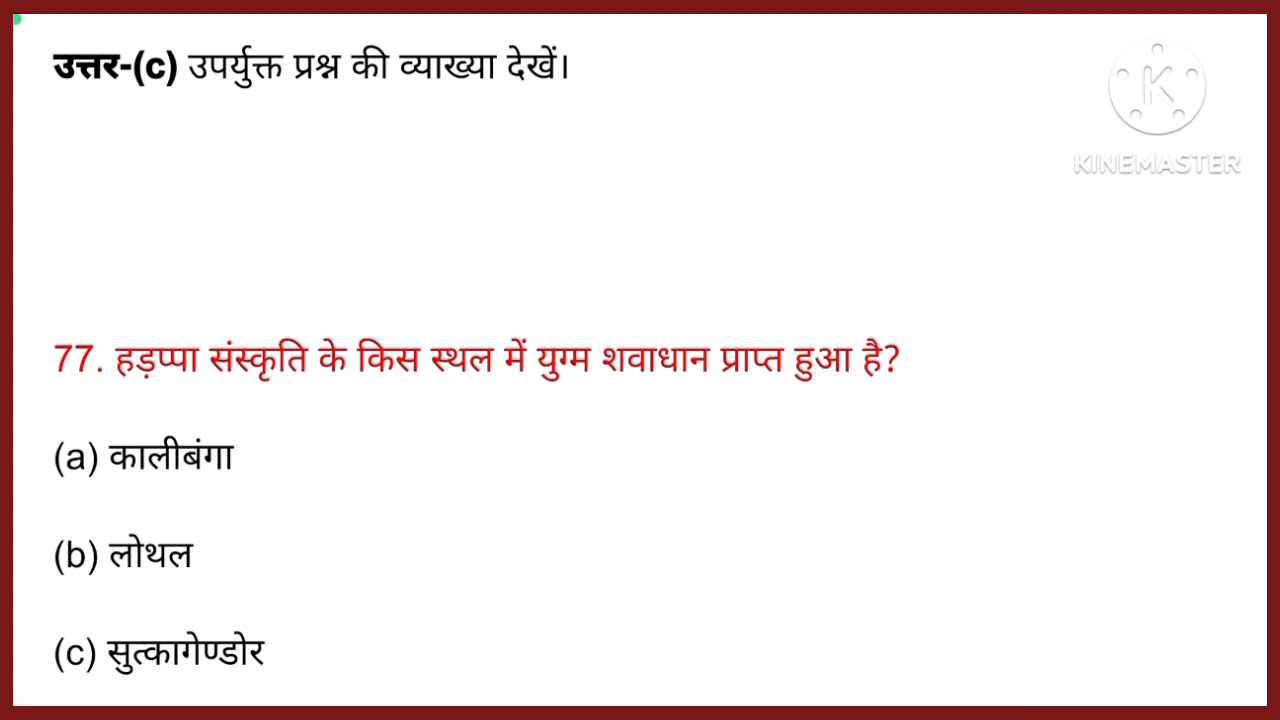 उत्तर-(c) उपर्युक्त प्रश्न की व्याख्या देखें।
KINEMASTER
77. हड़प्पा संस्कृति के किस स्थल में युग्म शवाधान प्राप्त हुआ है?
(a) कालीबंगा
(b) लोथल
(c) सुत्कागेण्डोर